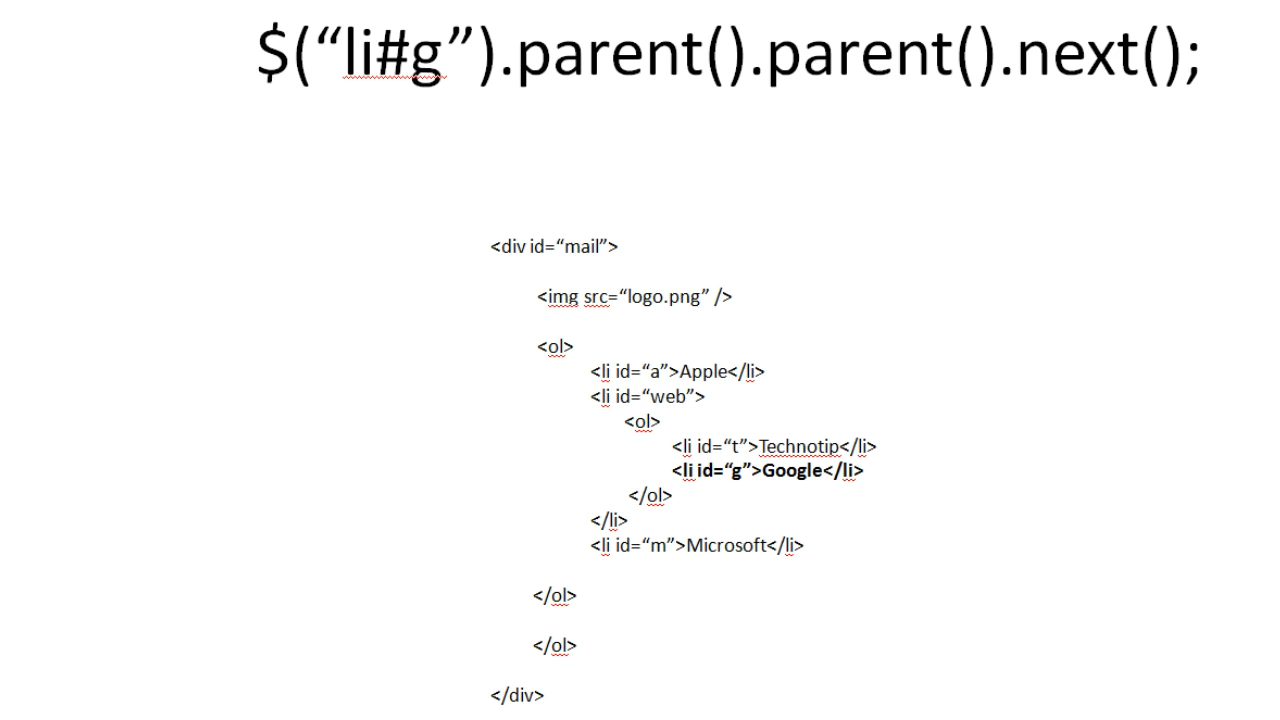 $(“li#g”).parent().parent().next();
<div id=“mail”>
<img src=“logo.png” />
<ol>
<li id=“a”>Apple</li>
<li id=“web”>
<ol>
<li id=“t”>Technotip</li>
<li id=“g”>Google</li>
</ol>
</li>
<li id=“m”>Microsoft</li>
</ol>
</ol>
</div>